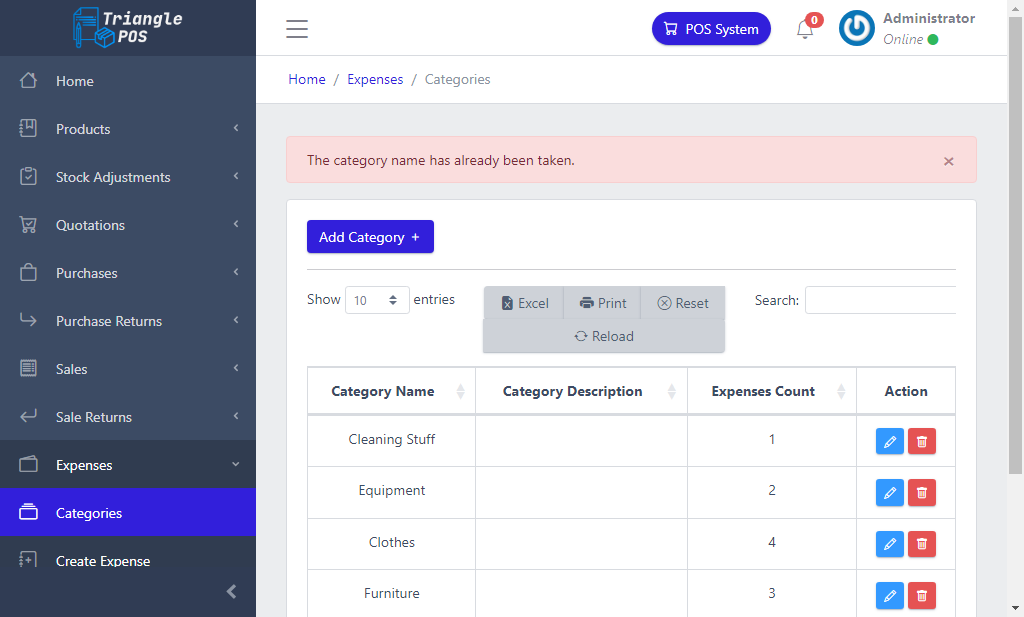 Triangle
POS
Home
Products
Stock Adjustments
Quotations
Purchases
Purchase Returns
Sales
Sale Returns
Expenses
Categories
Create Expense
POS System
0
Administrator
Online
Home / Expenses / Categories
The category name has already been taken.
×
Add Category +
Show 10 entries
Excel Print Reset
Reload
Search:
Category Name Category Description Expenses Count Action
Cleaning Stuff 1
Equipment 2
Clothes 4
Furniture 3